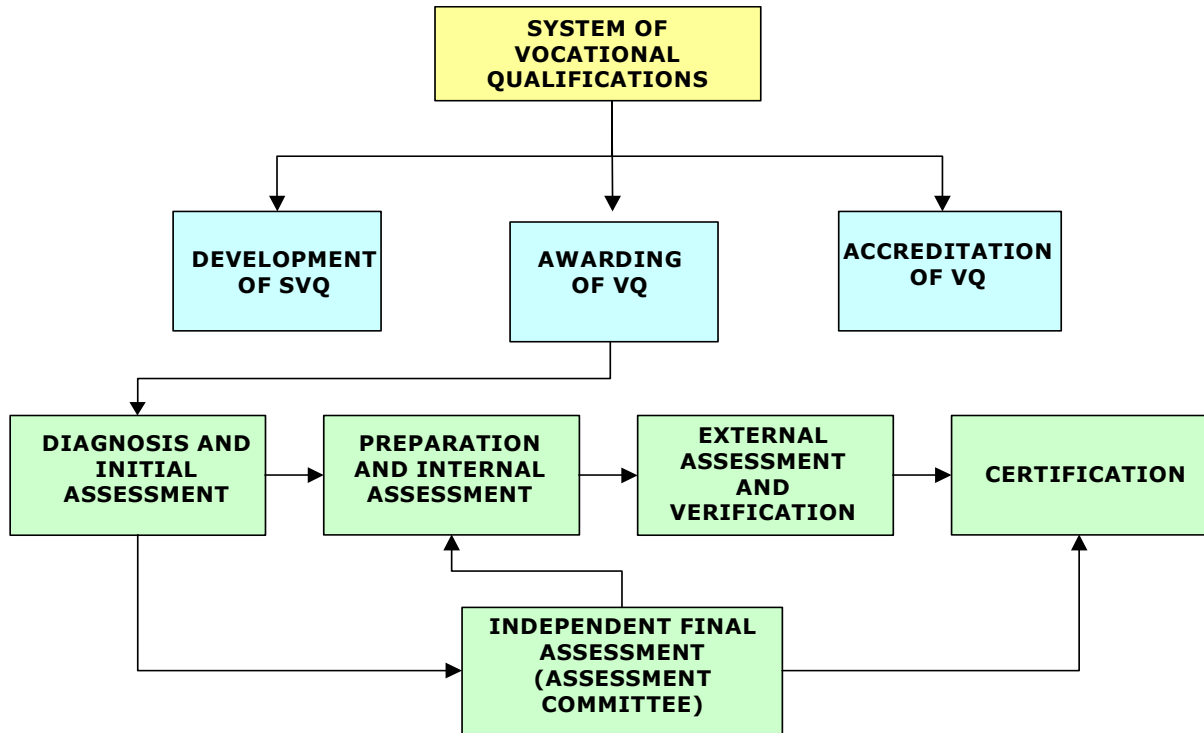 SYSTEM OF
VOCATIONAL
QUALIFICATIONS
DEVELOPMENT
OF SVQ
AWARDING
OF VQ
ACCREDITATION
OF VQ
DIAGNOSIS AND
INITIAL
ASSESSMENT
PREPARATION
AND INTERNAL
ASSESSMENT
EXTERNAL
ASSESSMENT
AND
VERIFICATION
CERTIFICATION
INDEPENDENT FINAL
ASSESSMENT
(ASSESSMENT
COMMITTEE)